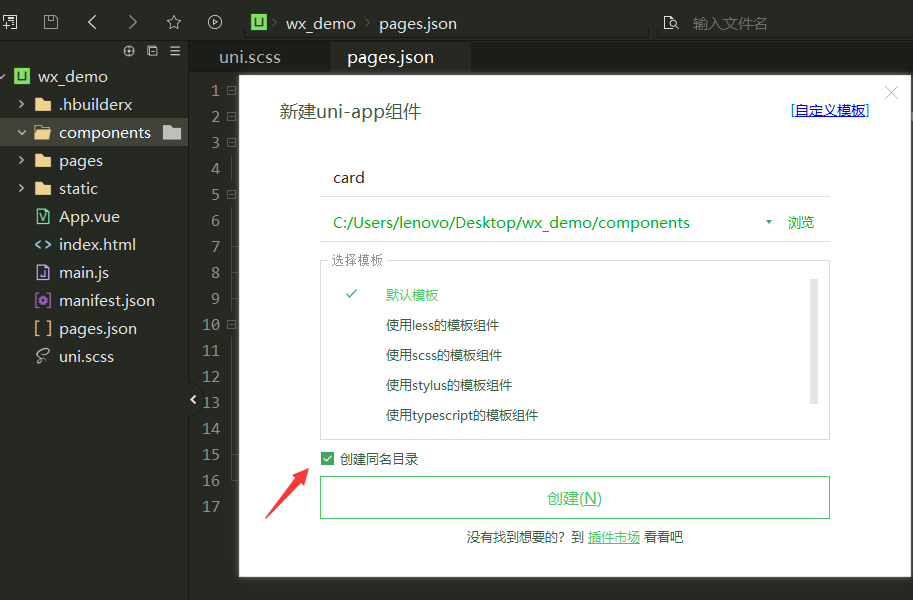 wx_demo pages.json 输入文件名
wx_demo
.hbuilderx
components
pages
static
App.vue
index.html
main.js
manifest.json
pages.json
uni.scss
uni.scss pages.json
1
2
3
4
5
6
7
8
9
10
11
12
13
14
15
16
17
新建uni-app组件
[自定义模板]
card
C:/Users/lenovo/Desktop/wx_demo/components 浏览
选择模板
默认模板
使用less的模板组件
使用scss的模板组件
使用stylus的模板组件
使用typescript的模板组件
创建同名目录
创建(N)
没有找到想要的？到 插件市场 看看吧